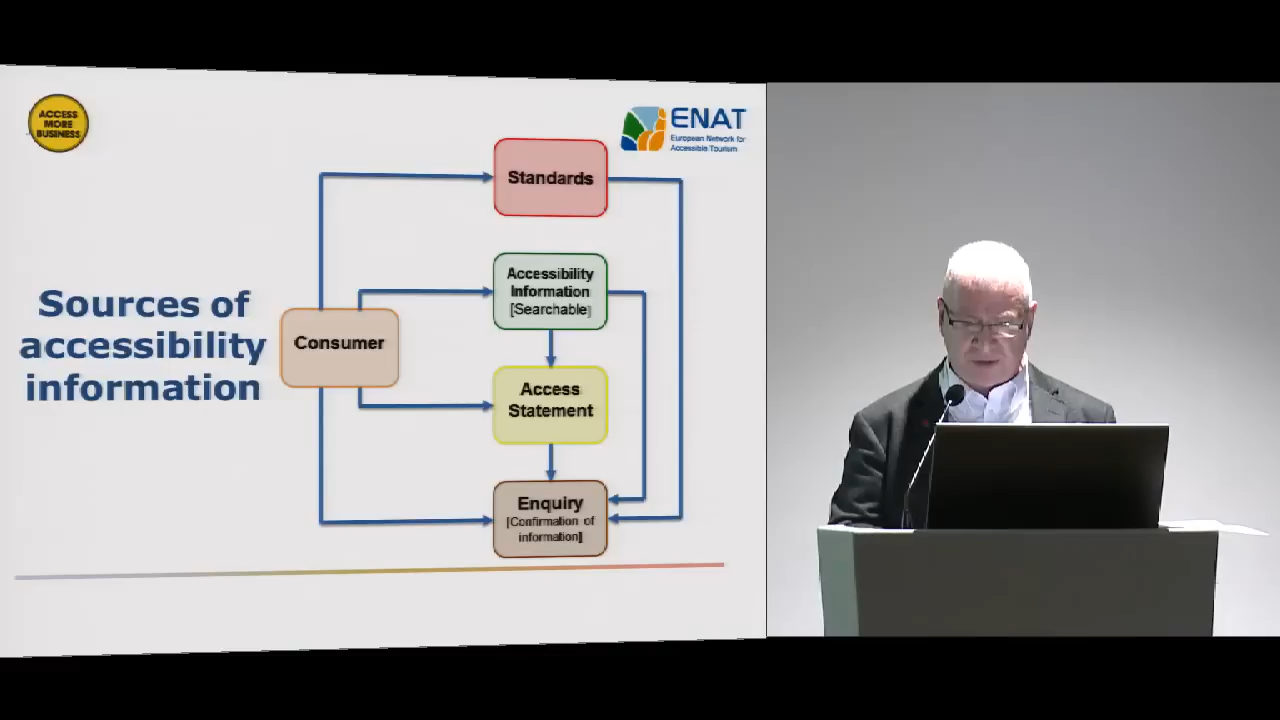 ACCESS
MORE
BUSINESS
ENAT
European Network for
Accessible Tourism
Standards
Accessibility
Information
[Searchable]
Sources of
accessibility
information
Consumer
Access
Statement
Enquiry
[Confirmation of
information]